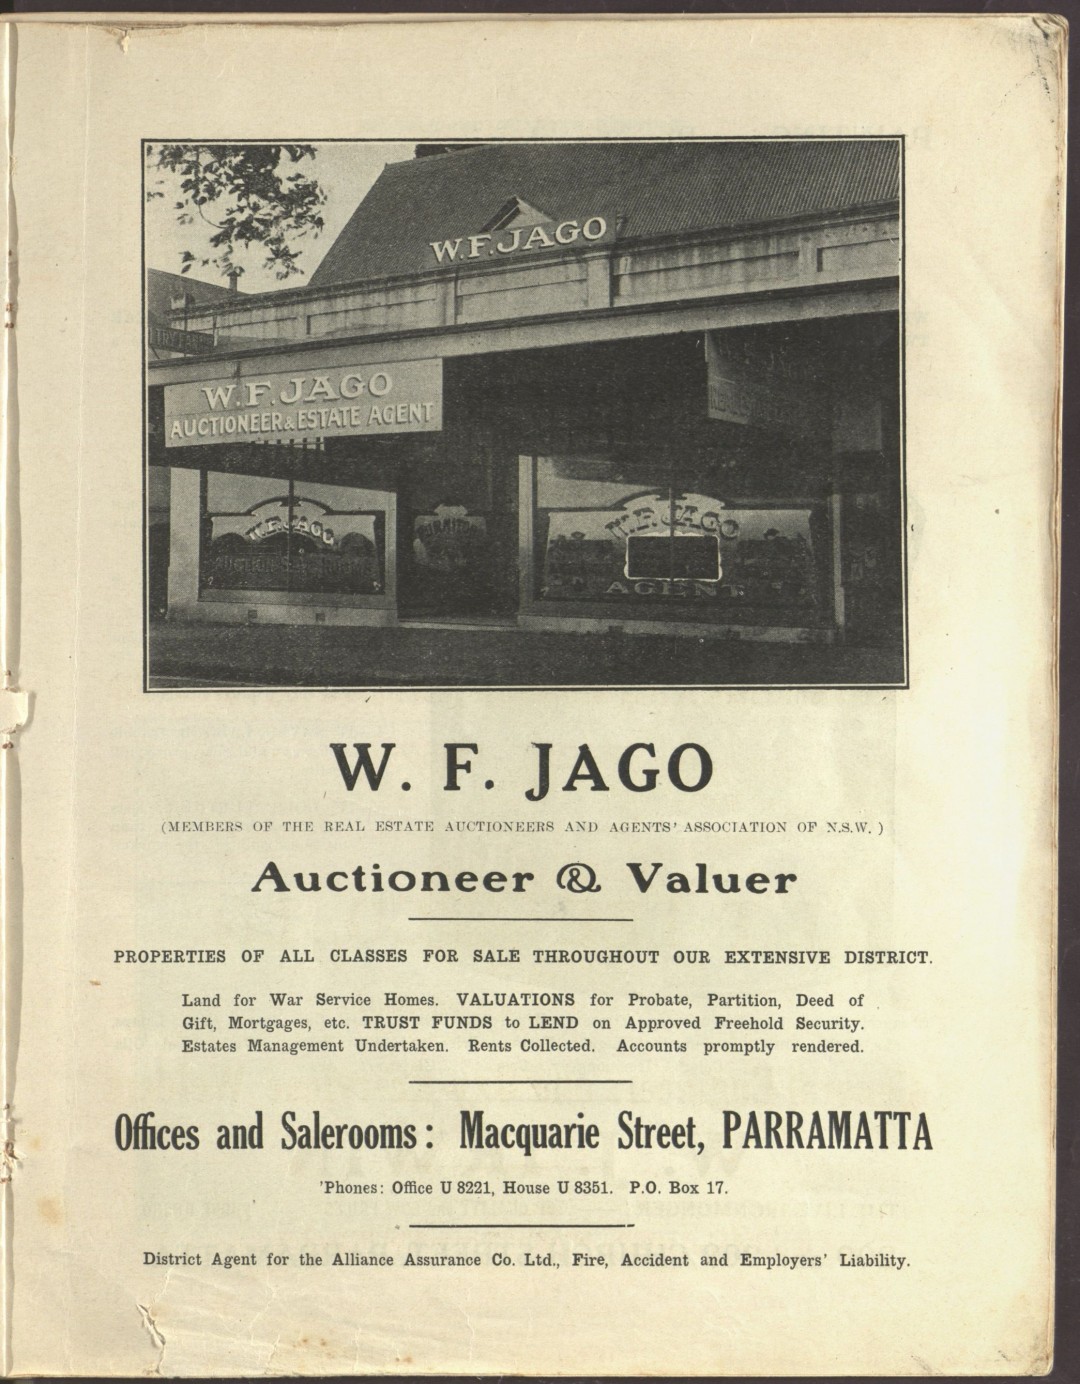 W.F. JAGO
W.F. JAGO
AUCTIONEER & ESTATE AGENT
W.F. JAGO
AUCTION
W.F. JAGO
AGENT.
W. F. JAGO
(MEMBERS OF THE REAL ESTATE AUCTIONEERS AND AGENTS' ASSOCIATION OF N.S.W. )
Auctioneer & Valuer
PROPERTIES OF ALL CLASSES FOR SALE THROUGHOUT OUR EXTENSIVE DISTRICT.
Land for War Service Homes. VALUATIONS for Probate, Partition, Deed of
Gift, Mortgages, etc. TRUST FUNDS to LEND on Approved Freehold Security.
Estates Management Undertaken. Rents Collected. Accounts promptly rendered.
Offices and Salerooms: Macquarie Street, PARRAMATTA
'Phones: Office U 8221, House U 8351. P.O. Box 17.
District Agent for the Alliance Assurance Co. Ltd., Fire, Accident and Employers' Liability.